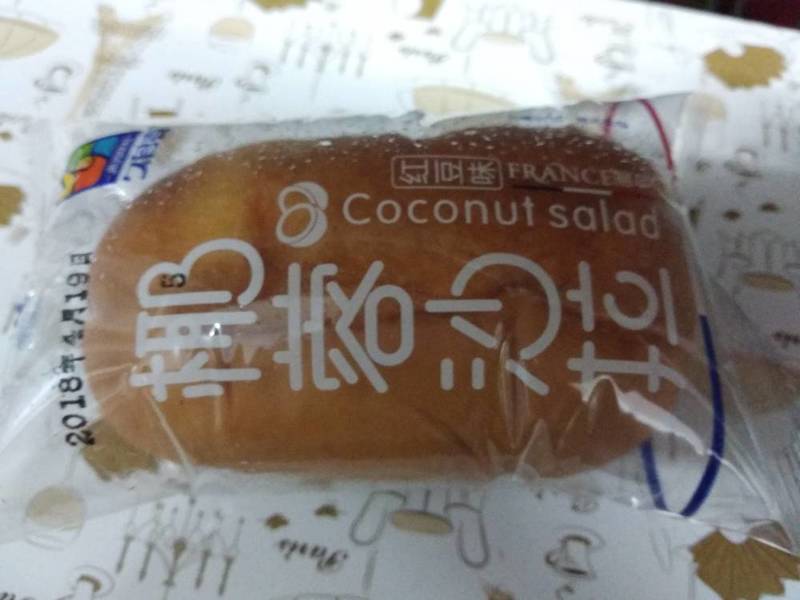 红豆味 FRANCE
Coconut salad
椰蓉沙拉
2018年4月19日
Paris